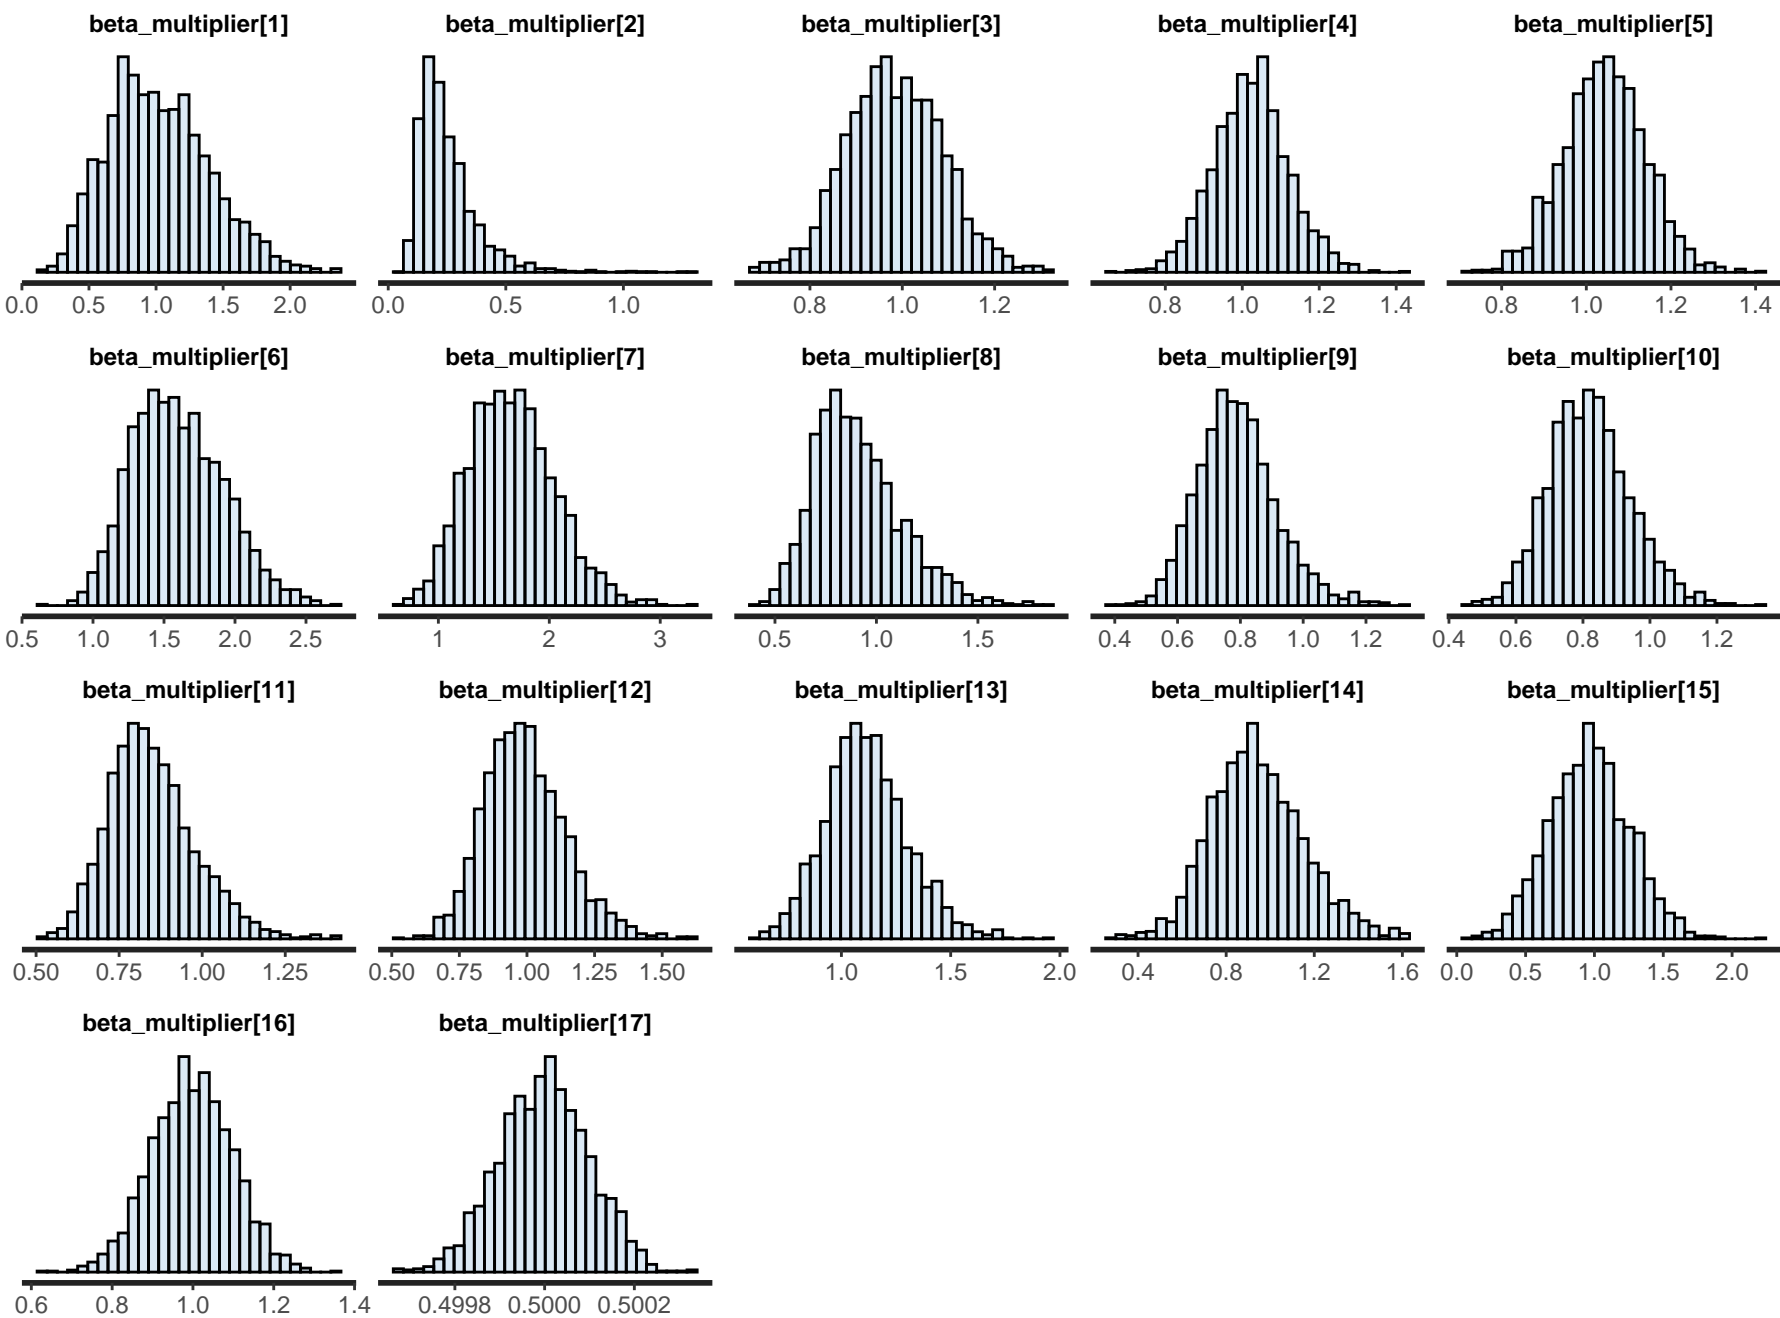 beta_multiplier[1] beta_multiplier[2] beta_multiplier[3] beta_multiplier[4] beta_multiplier[5]
0.0 0.5 1.0 1.5 2.0 0.0 0.5 1.0 0.8 1.0 1.2 0.8 1.0 1.2 1.4 0.8 1.0 1.2 1.4
beta_multiplier[6] beta_multiplier[7] beta_multiplier[8] beta_multiplier[9] beta_multiplier[10]
0.5 1.0 1.5 2.0 2.5 1 2 3 0.5 1.0 1.5 0.4 0.6 0.8 1.0 1.2 0.4 0.6 0.8 1.0 1.2
beta_multiplier[11] beta_multiplier[12] beta_multiplier[13] beta_multiplier[14] beta_multiplier[15]
0.50 0.75 1.00 1.25 0.50 0.75 1.00 1.25 1.50 1.0 1.5 2.0 0.4 0.8 1.2 1.6 0.0 0.5 1.0 1.5 2.0
beta_multiplier[16] beta_multiplier[17]
0.6 0.8 1.0 1.2 1.4 0.4998 0.5000 0.5002